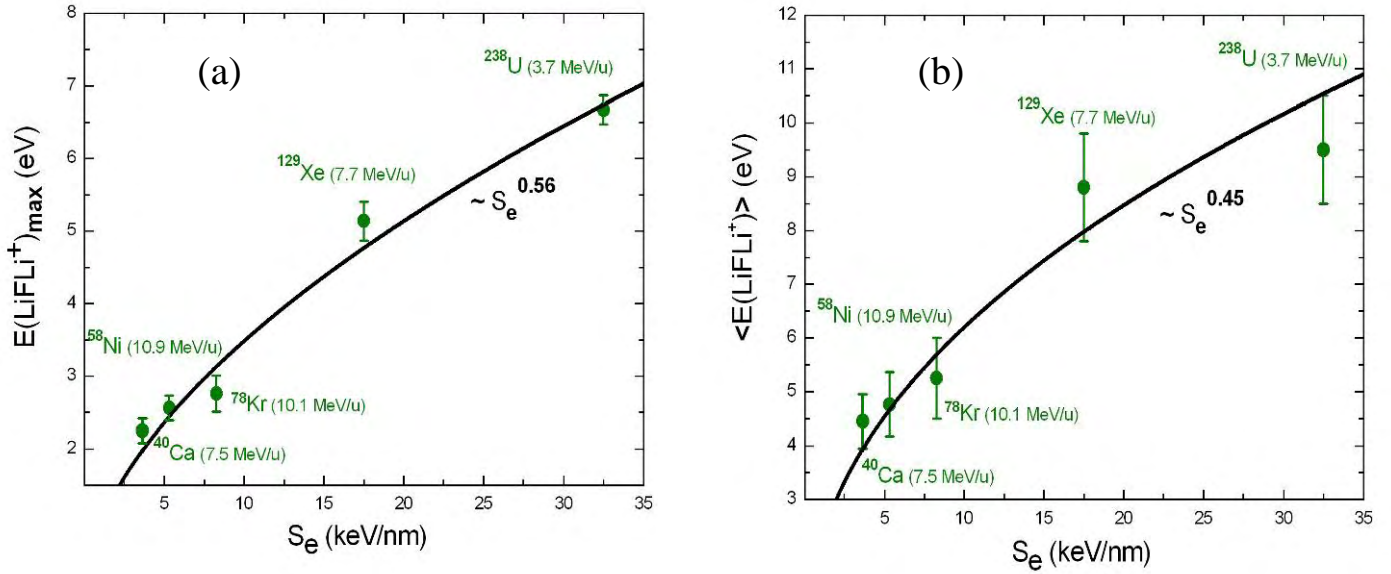 (a)
E(LiFLi⁺)max (eV)
8
7
6
5
4
3
2
²³⁸U (3.7 MeV/u)
¹²⁹Xe (7.7 MeV/u)
~ Se^0.56
⁵⁸Ni (10.9 MeV/u)
⁷⁸Kr (10.1 MeV/u)
⁴⁰Ca (7.5 MeV/u)
5 10 15 20 25 30 35
Se (keV/nm)
(b)
<E(LiFLi⁺)> (eV)
12
11
10
9
8
7
6
5
4
3
²³⁸U (3.7 MeV/u)
¹²⁹Xe (7.7 MeV/u)
~ Se^0.45
⁵⁸Ni (10.9 MeV/u)
⁷⁸Kr (10.1 MeV/u)
⁴⁰Ca (7.5 MeV/u)
5 10 15 20 25 30 35
Se (keV/nm)